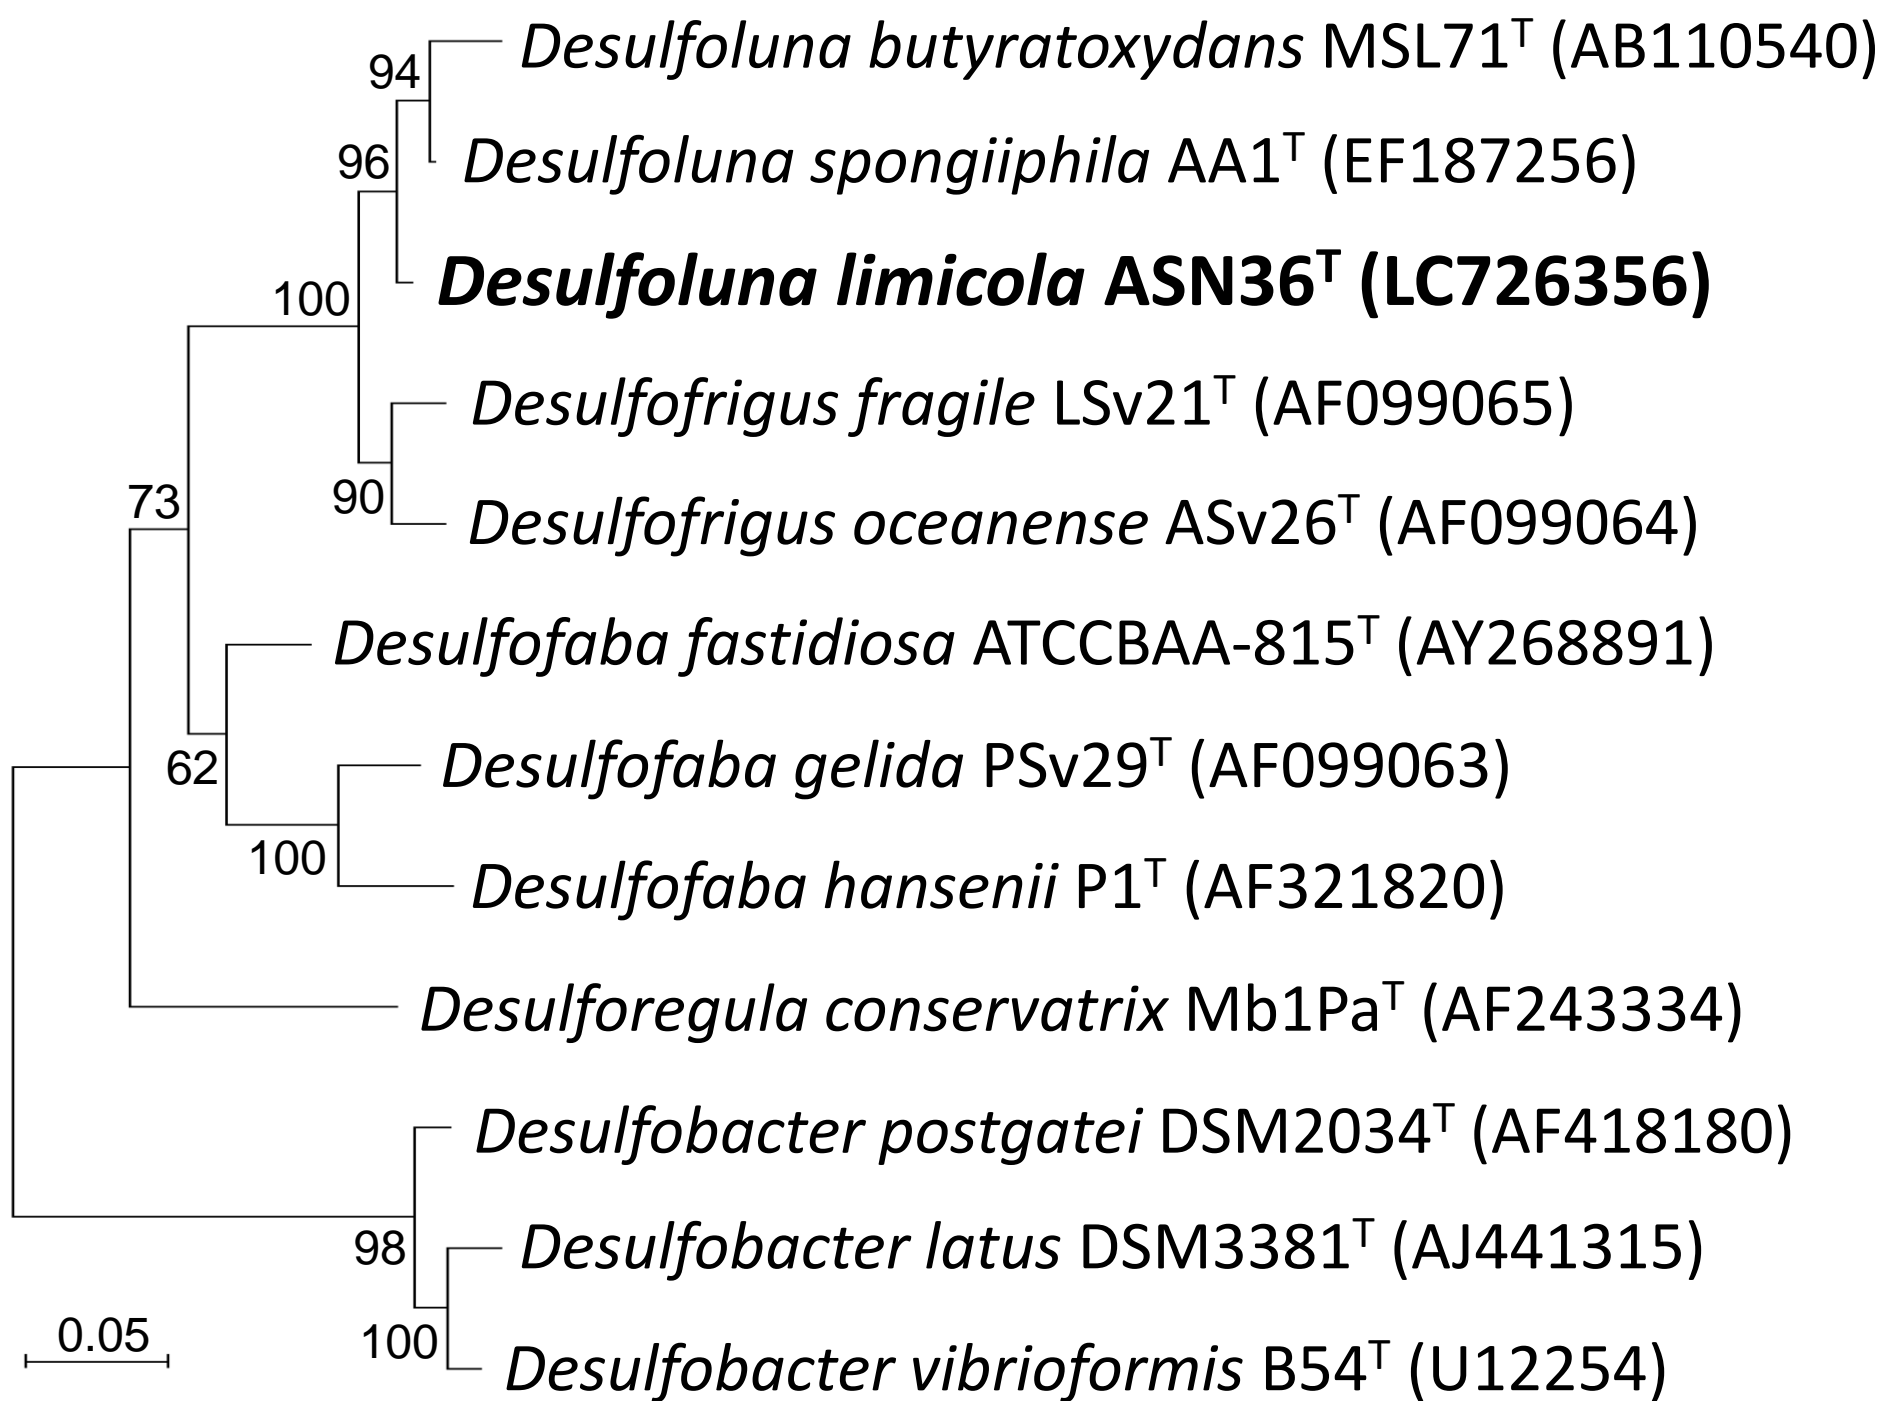 Desulfoluna butyratoxydans MSL71ᵀ (AB110540)
94
Desulfoluna spongiiphila AA1ᵀ (EF187256)
96
Desulfoluna limicola ASN36ᵀ (LC726356)
100
Desulfofrigus fragile LSv21ᵀ (AF099065)
90
73
Desulfofrigus oceanense ASv26ᵀ (AF099064)
Desulfofaba fastidiosa ATCCBAA-815ᵀ (AY268891)
62
Desulfofaba gelida PSv29ᵀ (AF099063)
100
Desulfofaba hansenii P1ᵀ (AF321820)
Desulforegula conservatrix Mb1Paᵀ (AF243334)
Desulfobacter postgatei DSM2034ᵀ (AF418180)
98
Desulfobacter latus DSM3381ᵀ (AJ441315)
0.05
100
Desulfobacter vibrioformis B54ᵀ (U12254)